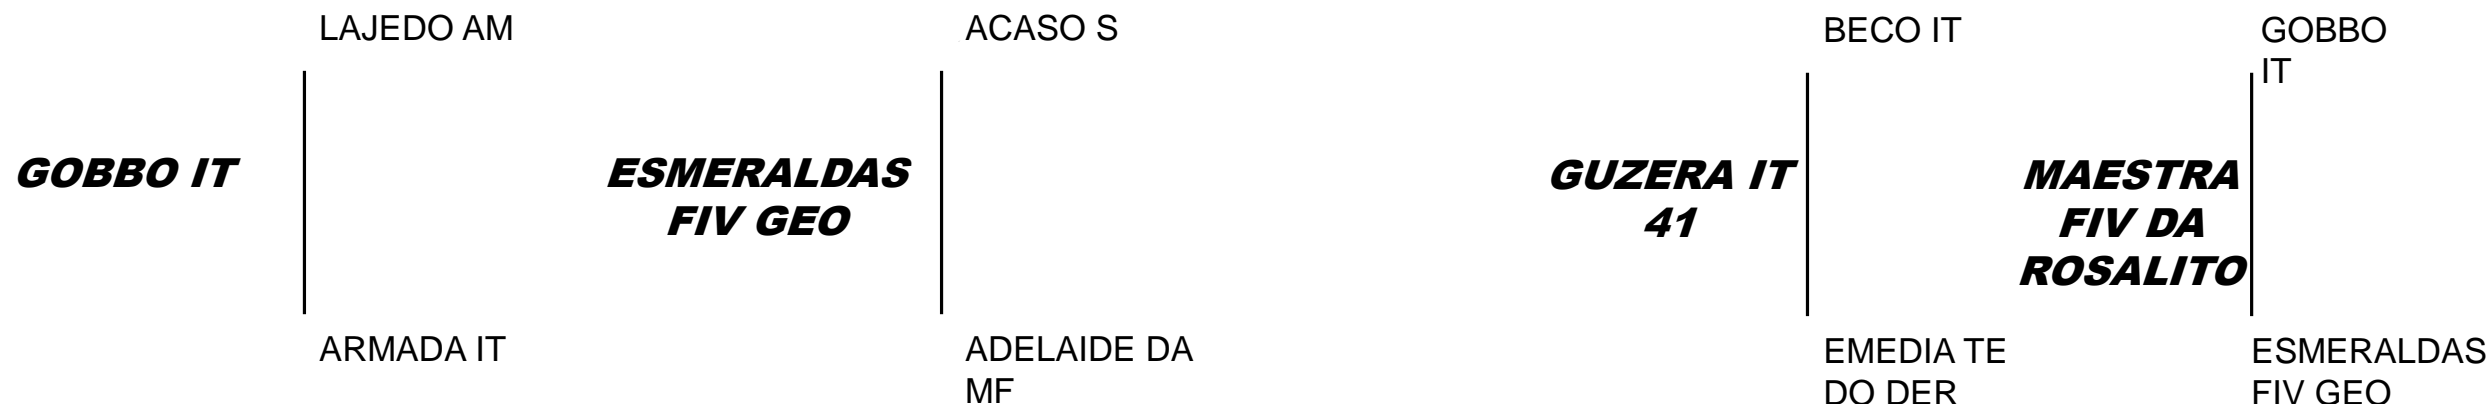 LAJEDO AM
ACASO S
BECO IT
GOBBO
IT
GOBBO IT
ESMERALDAS
FIV GEO
GUZERA IT
41
MAESTRA
FIV DA
ROSALITO
ARMADA IT
ADELAIDE DA
MF
EMEDIA TE
DO DER
ESMERALDAS
FIV GEO